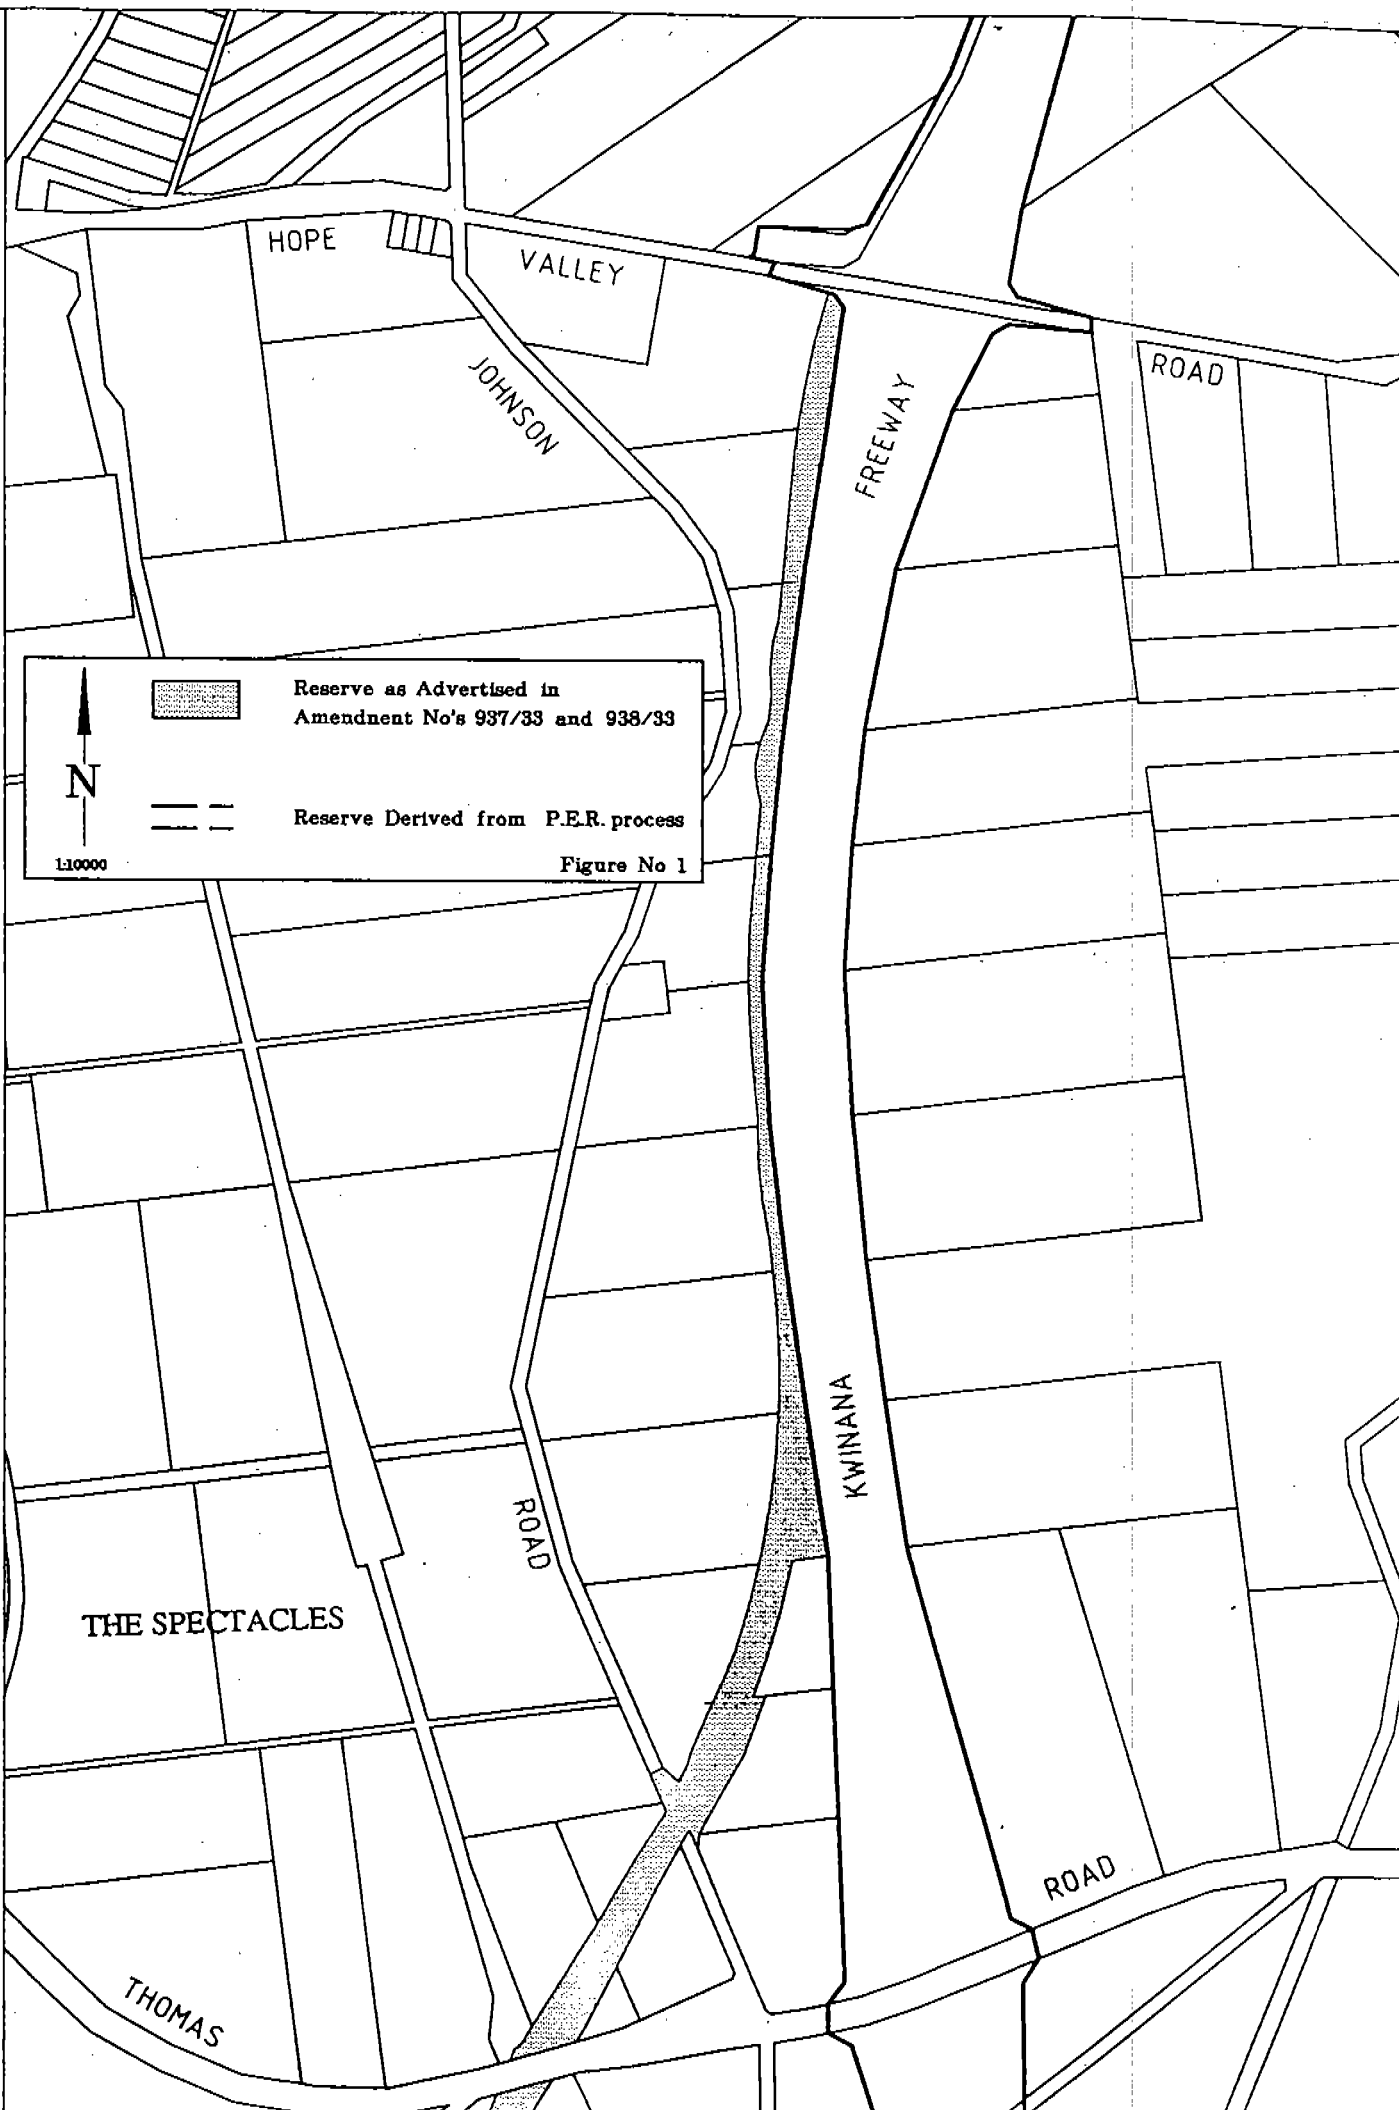 HOPE
VALLEY
ROAD
JOHNSON
FREEWAY
Reserve as Advertised in
Amendnent No's 937/33 and 938/33
N
Reserve Derived from P.E.R. process
1:10000
Figure No 1
KWINANA
ROAD
THE SPECTACLES
ROAD
THOMAS